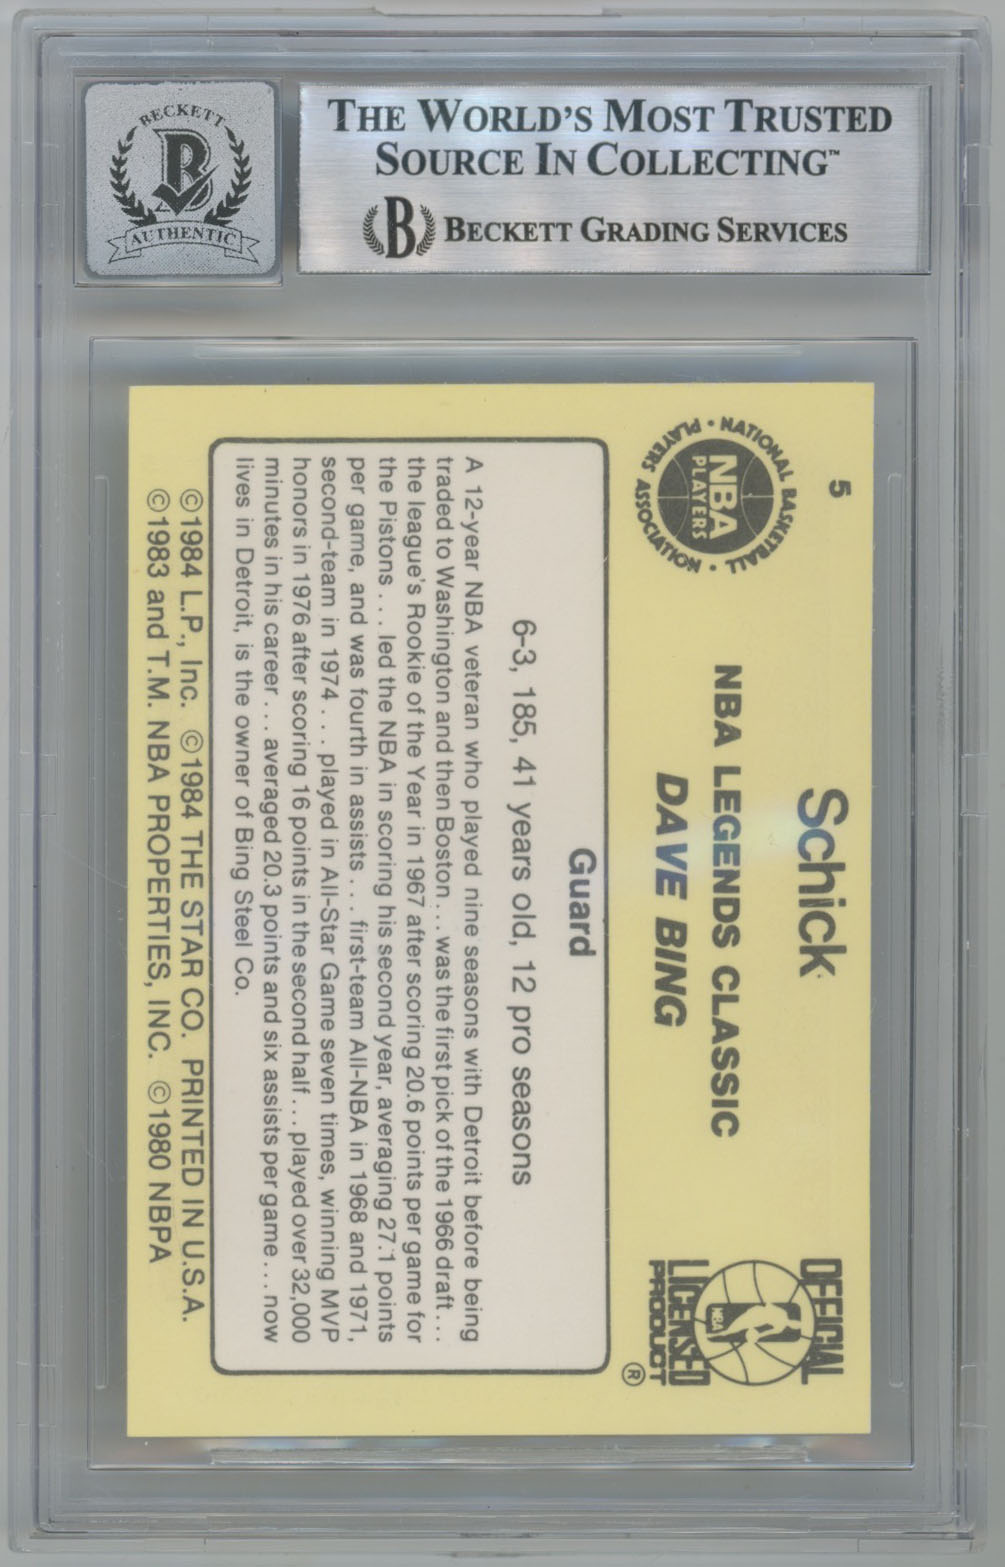 BECKETT
B
AUTHENTIC
THE WORLD'S MOST TRUSTED
SOURCE IN COLLECTING™
B BECKETT GRADING SERVICES
5
Schick
NATIONAL BASKETBALL PLAYERS ASSOCIATION
NBA
PLAYERS
NBA LEGENDS CLASSIC
DAVE BING
OFFICIAL
NBA
LICENSED
PRODUCT
®
Guard
6-3, 185, 41 years old, 12 pro seasons
A 12-year NBA veteran who played nine seasons with Detroit before being
traded to Washington and then Boston . . . was the first pick of the 1966 draft . . .
the league's Rookie of the Year in 1967 after scoring 20.6 points per game for
the Pistons . . . led the NBA in scoring his second year, averaging 27.1 points
per game, and was fourth in assists . . . first-team All-NBA in 1968 and 1971,
second-team in 1974 . . . played in All-Star Game seven times, winning MVP
honors in 1976 after scoring 16 points in the second half . . . played over 32,000
minutes in his career . . . averaged 20.3 points and six assists per game . . . now
lives in Detroit, is the owner of Bing Steel Co.
©1984 L.P., Inc. ©1984 THE STAR CO. PRINTED IN U.S.A.
©1983 and T.M. NBA PROPERTIES, INC. ©1980 NBPA